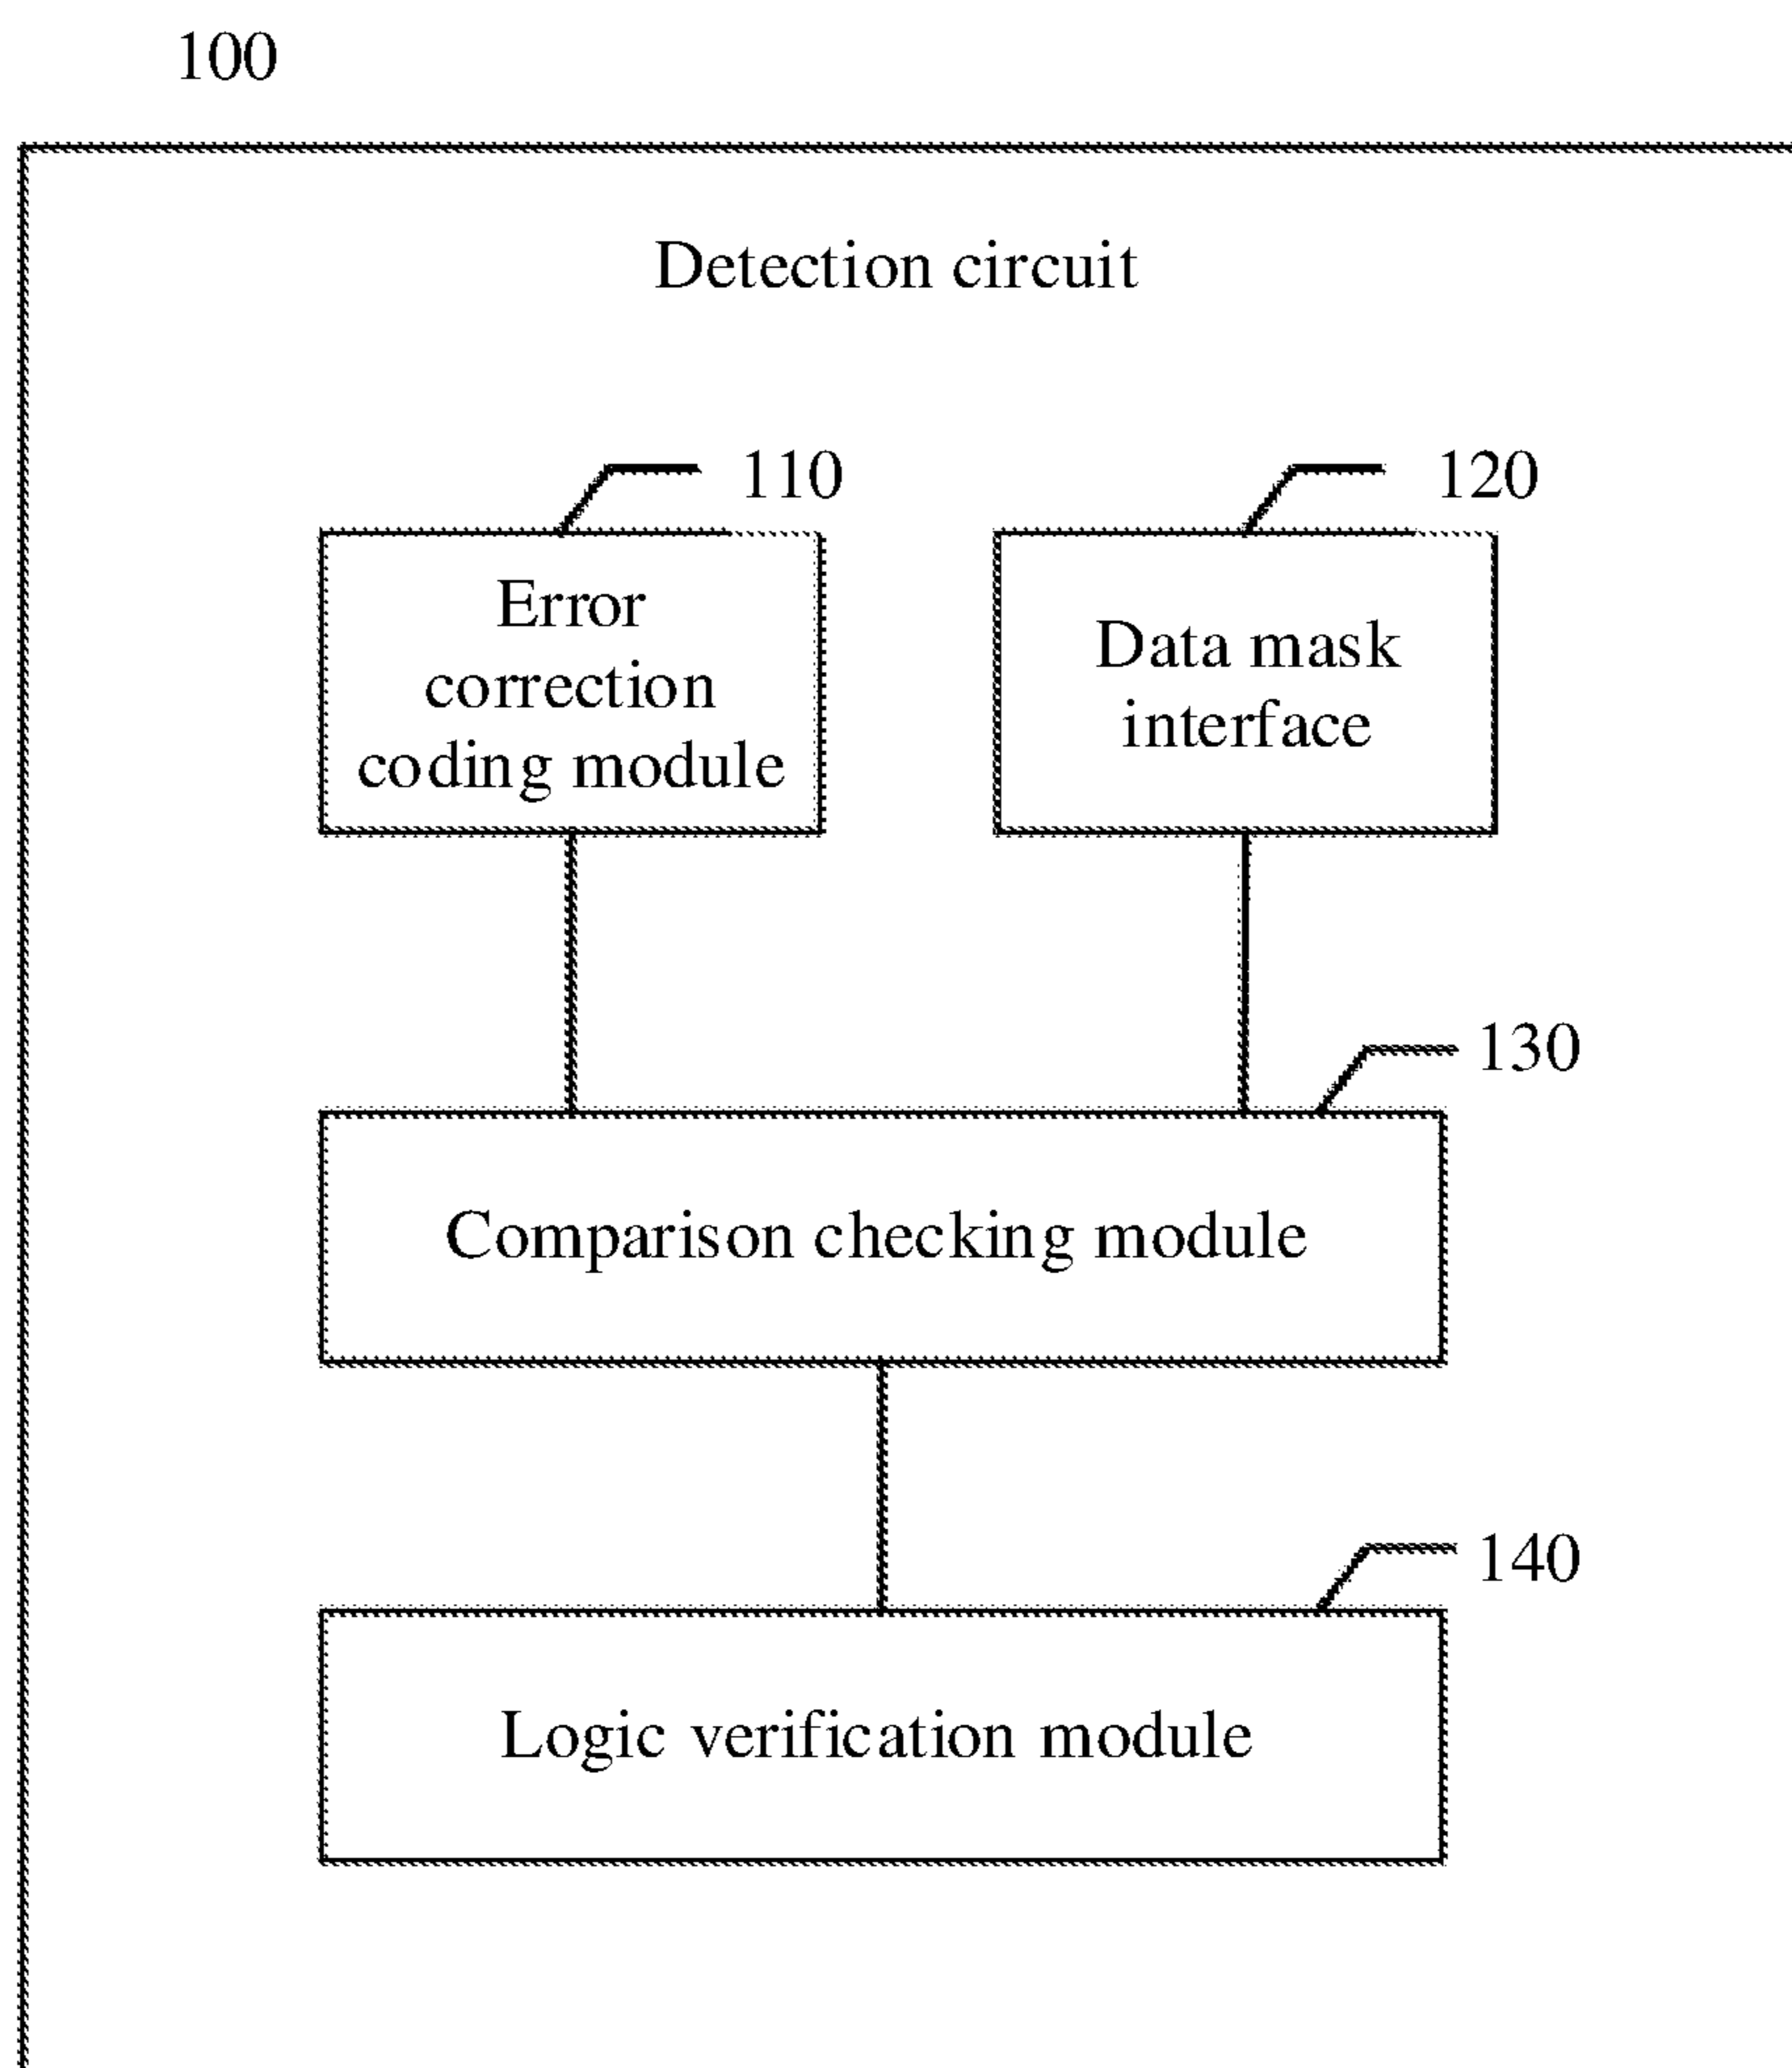 100
Detection circuit
110
120
Error
correction
coding module
Data mask
interface
130
Comparison checking module
140
Logic verification module